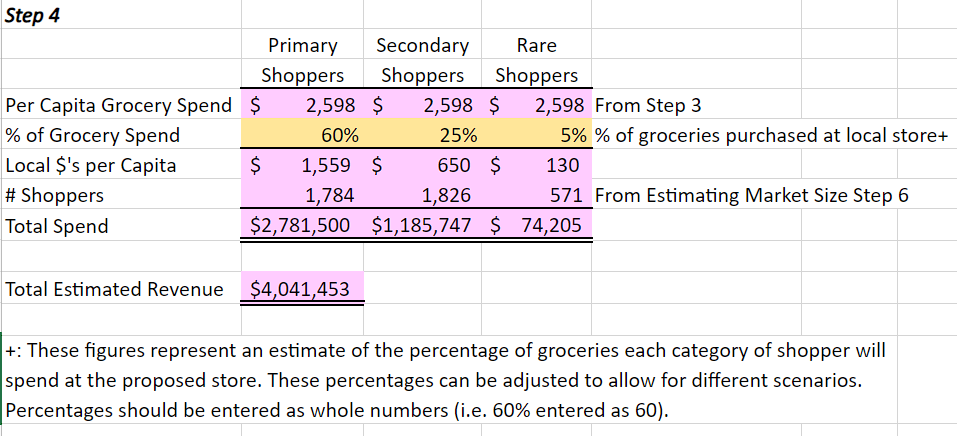 Step 4
Primary Secondary Rare
Shoppers Shoppers Shoppers
Per Capita Grocery Spend $ 2,598 $ 2,598 $ 2,598 From Step 3
% of Grocery Spend 60% 25% 5% % of groceries purchased at local store+
Local $'s per Capita $ 1,559 $ 650 $ 130
# Shoppers 1,784 1,826 571 From Estimating Market Size Step 6
Total Spend $2,781,500 $1,185,747 $ 74,205
Total Estimated Revenue $4,041,453
+: These figures represent an estimate of the percentage of groceries each category of shopper will
spend at the proposed store. These percentages can be adjusted to allow for different scenarios.
Percentages should be entered as whole numbers (i.e. 60% entered as 60).